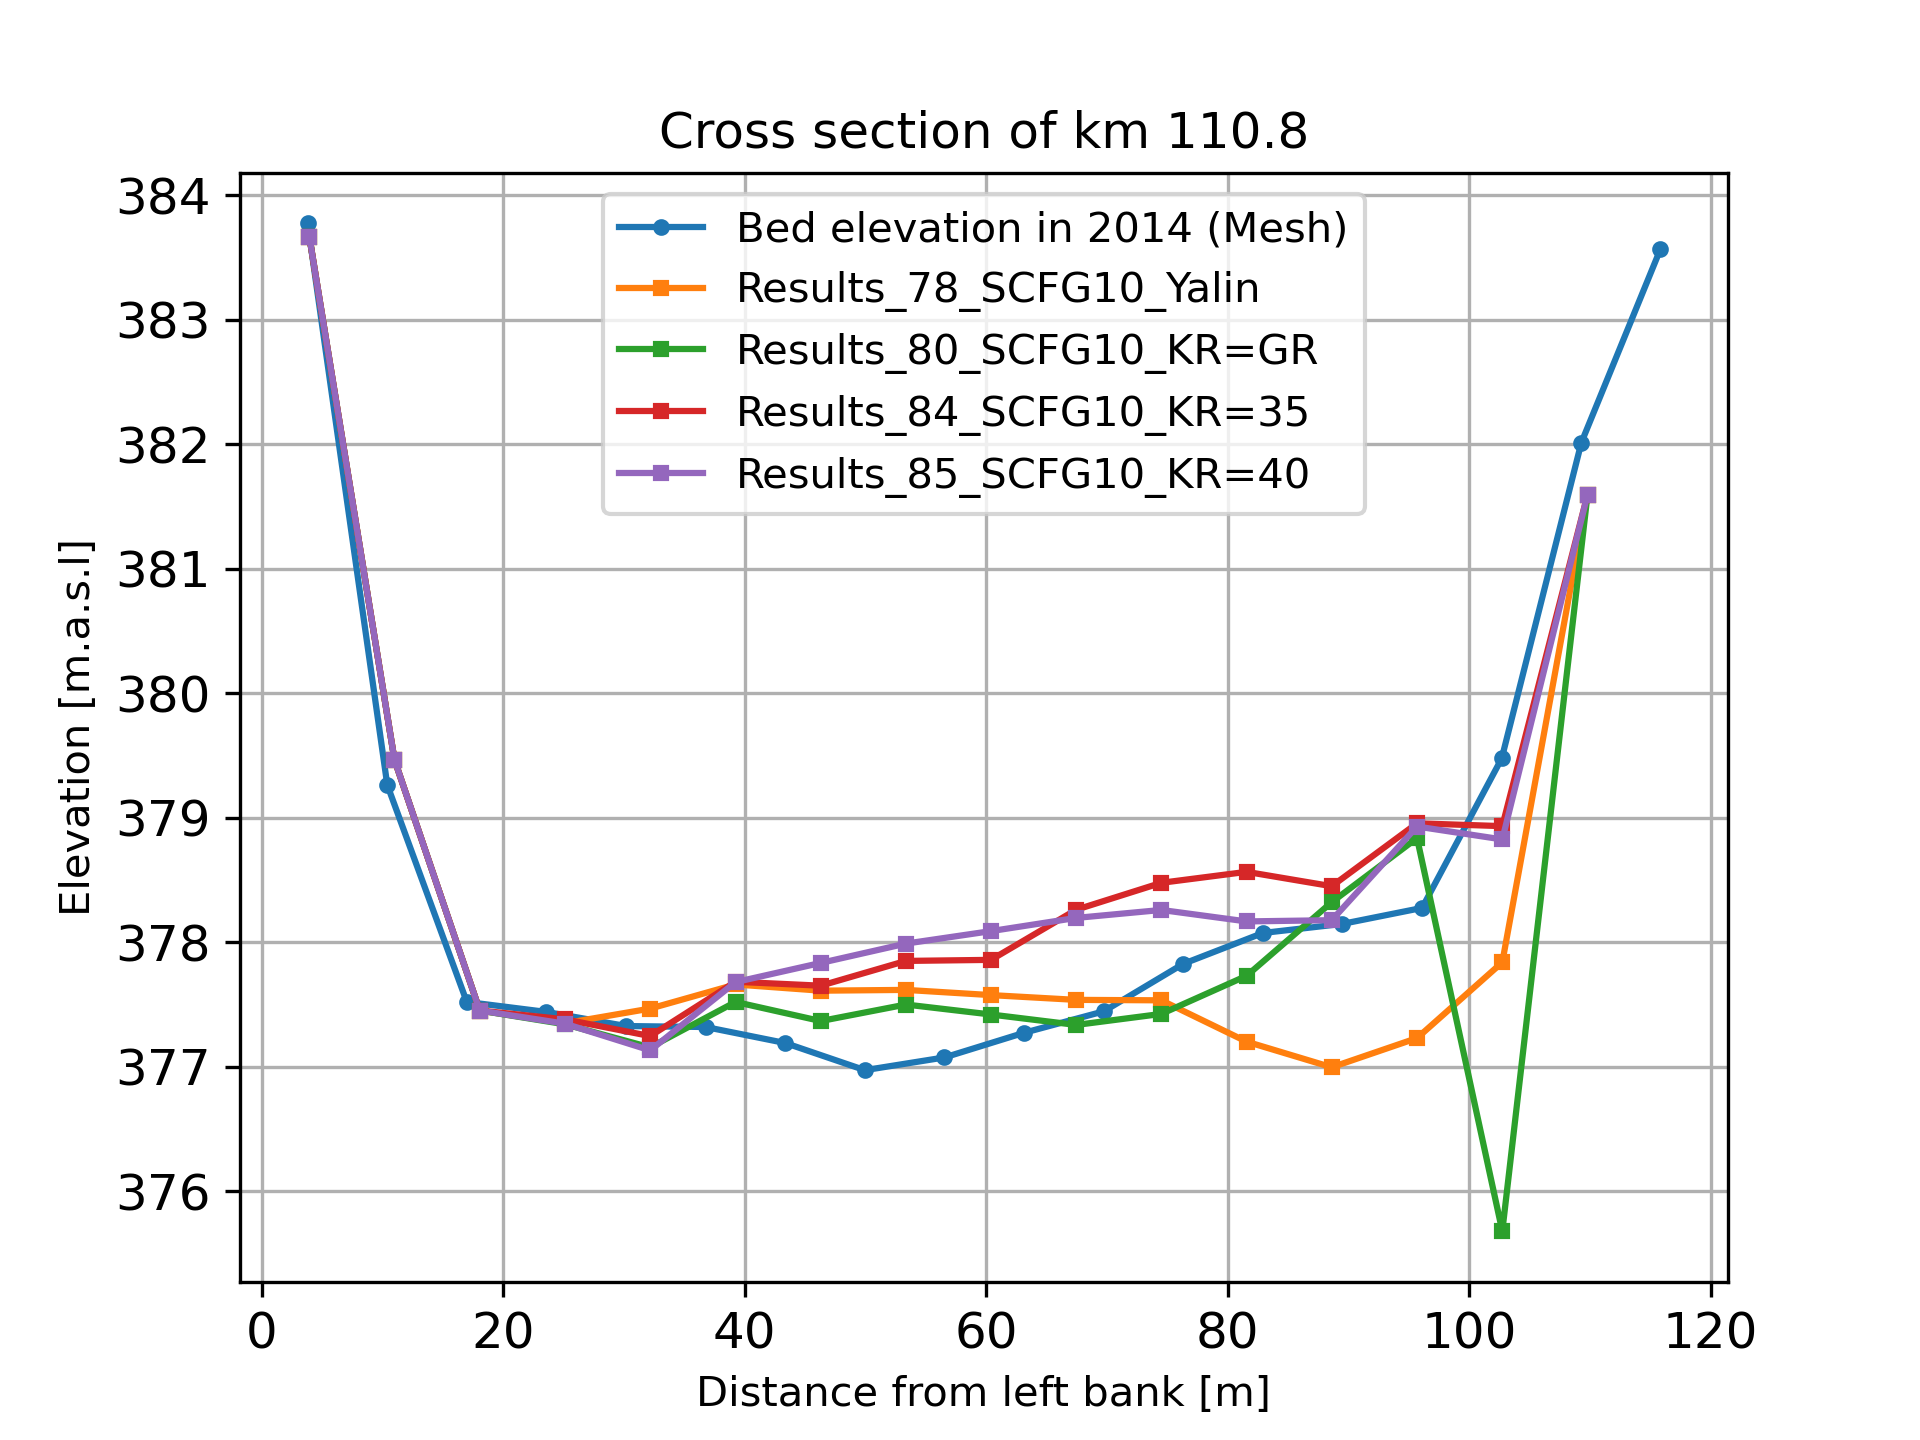 Cross section of km 110.8
384
383
382
381
380
379
378
377
376
Elevation [m.a.s.l]
Bed elevation in 2014 (Mesh)
Results_78_SCFG10_Yalin
Results_80_SCFG10_KR=GR
Results_84_SCFG10_KR=35
Results_85_SCFG10_KR=40
0 20 40 60 80 100 120
Distance from left bank [m]